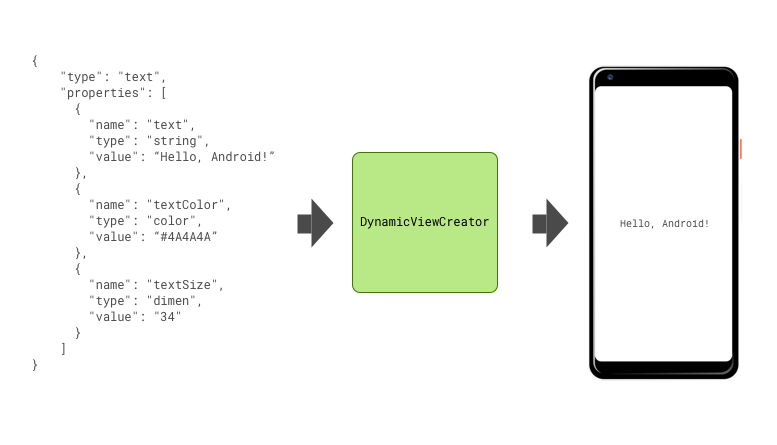 {
"type": "text",
"properties": [
{
"name": "text",
"type": "string",
"value": “Hello, Android!”
},
{
"name": "textColor",
"type": "color",
"value": “#4A4A4A”
},
{
"name": "textSize",
"type": "dimen",
"value": "34"
}
]
}
DynamicViewCreator
Hello, Android!